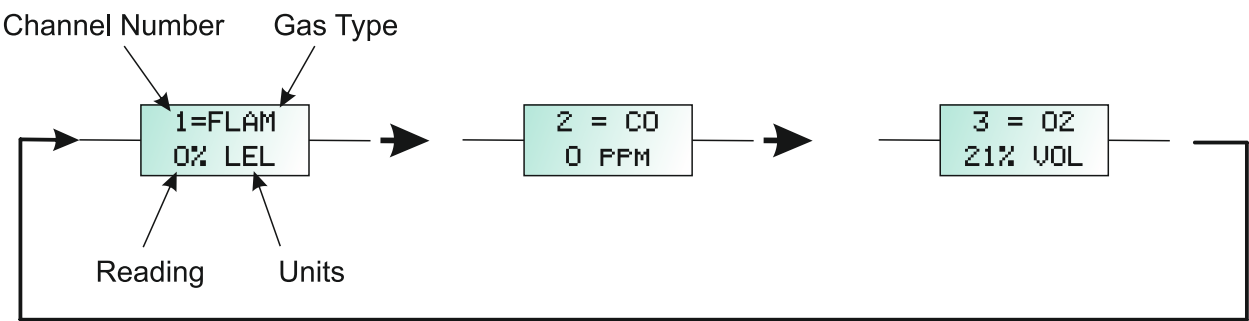 Channel Number Gas Type
1=FLAM
0% LEL
2 = CO
0 PPM
3 = O2
21% VOL
Reading Units